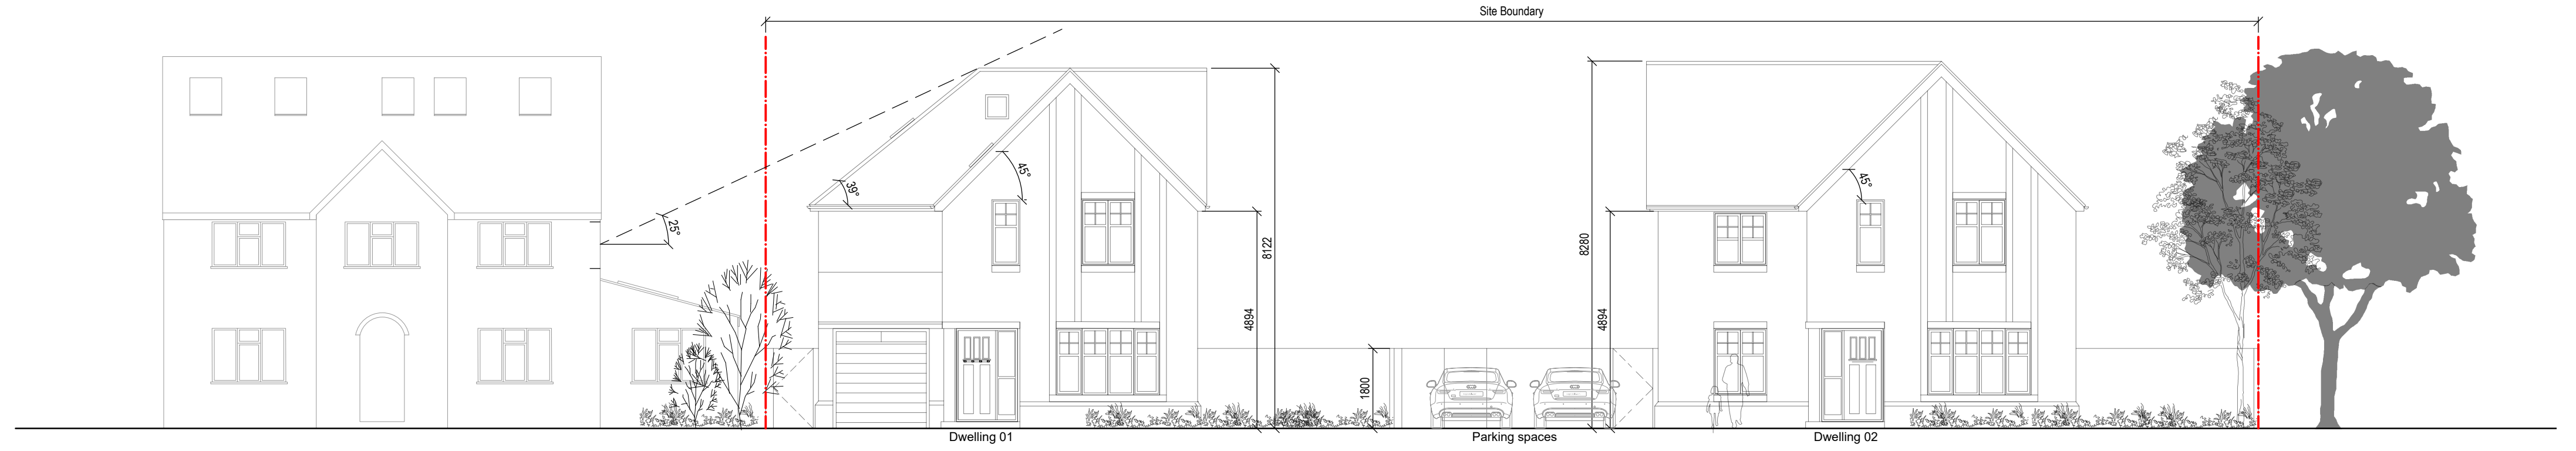 Site Boundary
25°
39°
45°
8122
4894
1800
8280
4894
45°
Dwelling 01
Parking spaces
Dwelling 02